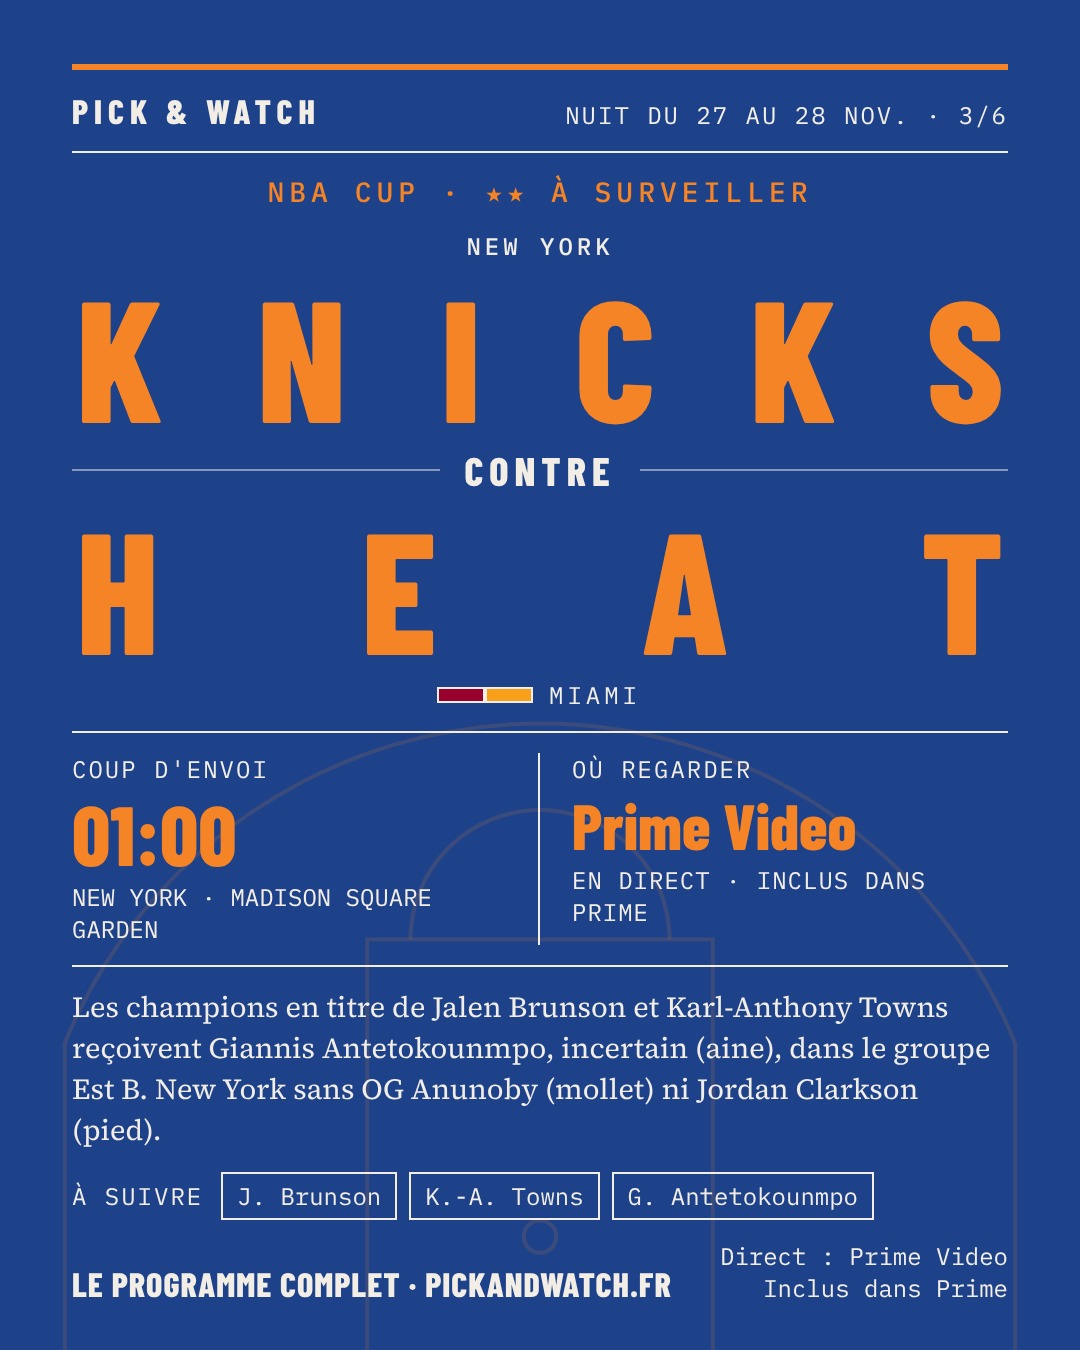 PICK & WATCH
NUIT DU 27 AU 28 NOV. · 3/6
NBA CUP · ★★ À SURVEILLER
NEW YORK
KNICKS
CONTRE
HEAT
MIAMI
COUP D'ENVOI
01:00
NEW YORK · MADISON SQUARE
GARDEN
OÙ REGARDER
Prime Video
EN DIRECT · INCLUS DANS
PRIME
Les champions en titre de Jalen Brunson et Karl-Anthony Towns
reçoivent Giannis Antetokounmpo, incertain (aine), dans le groupe
Est B. New York sans OG Anunoby (mollet) ni Jordan Clarkson
(pied).
À SUIVRE J. Brunson K.-A. Towns G. Antetokounmpo
LE PROGRAMME COMPLET · PICKANDWATCH.FR
Direct : Prime Video
Inclus dans Prime